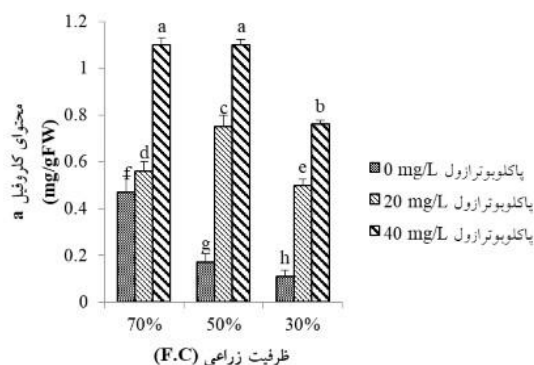 1.2
1
0.8
0.6
0.4
0.2
0
محتوای کلروفیل a
(mg/gFW)
f
d
a
g
c
a
h
e
b
70%
50%
30%
ظرفیت زراعی (F.C)
پاکلوبوترازول 0 mg/L
پاکلوبوترازول 20 mg/L
پاکلوبوترازول 40 mg/L